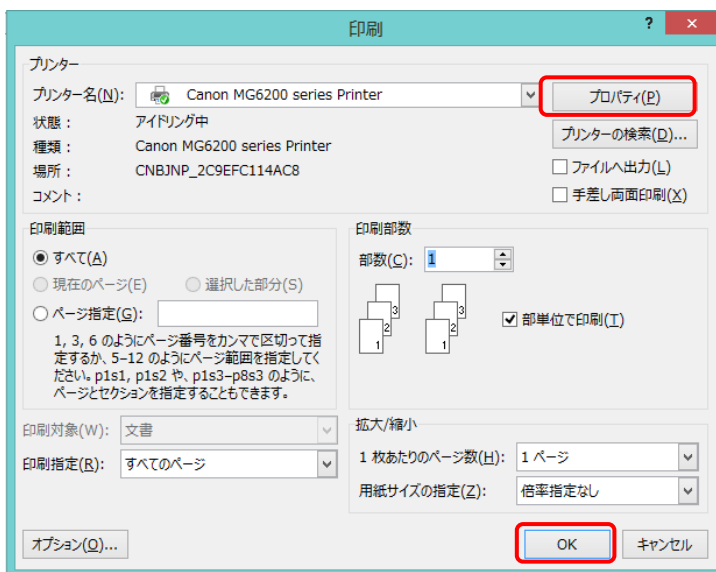 印刷
?
×
プリンター
プリンター名(N): Canon MG6200 series Printer
プロパティ(P)
状態： アイドリング中
プリンターの検索(D)...
種類： Canon MG6200 series Printer
場所： CNBJNP_2C9EFC114AC8
ファイルへ出力(L)
コメント：
手差し両面印刷(X)
印刷範囲
すべて(A)
現在のページ(E) 選択した部分(S)
ページ指定(G):
1, 3, 6 のようにページ番号をカンマで区切って指
定するか、5-12 のようにページ範囲を指定してく
ださい。p1s1, p1s2 や、p1s3-p8s3 のように、
ページとセクションを指定することもできます。
印刷部数
部数(C): 1
3 3
2 2
1 1
部単位で印刷(T)
印刷対象(W): 文書
印刷指定(R): すべてのページ
拡大/縮小
1 枚あたりのページ数(H): 1 ページ
用紙サイズの指定(Z): 倍率指定なし
オプション(O)...
OK
キャンセル